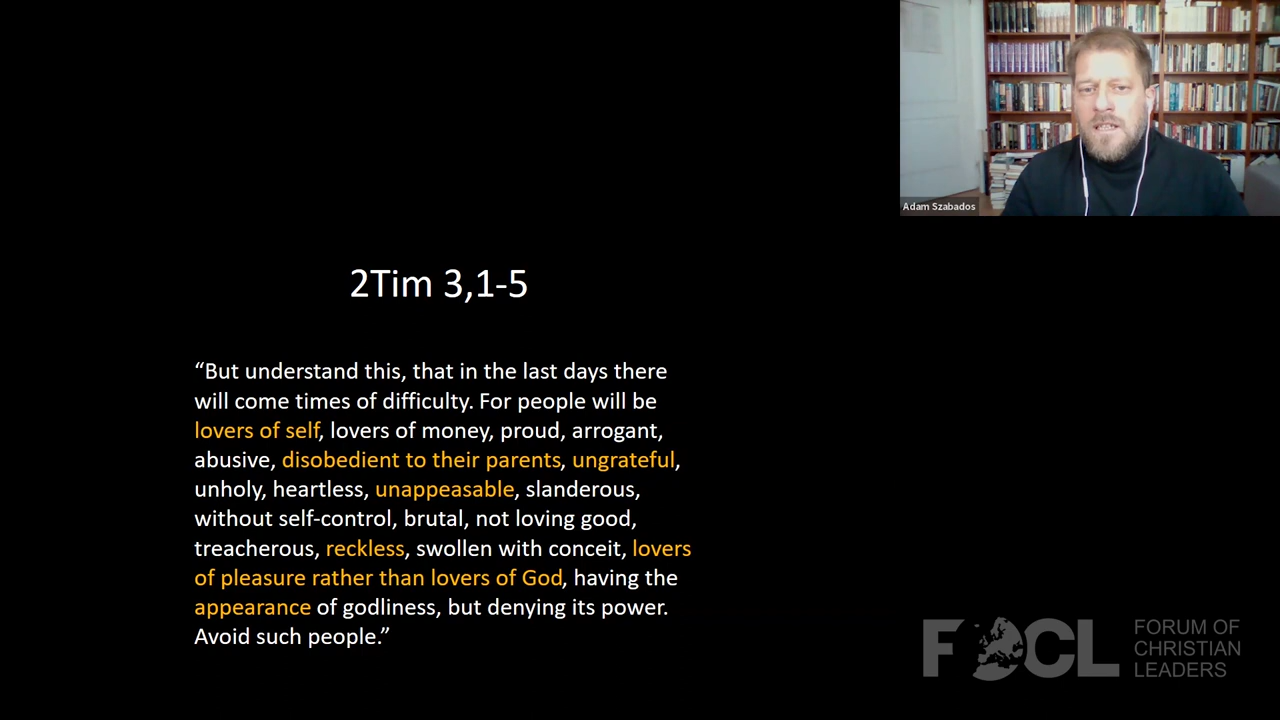 Adam Szabados
2Tim 3,1-5
“But understand this, that in the last days there
will come times of difficulty. For people will be
lovers of self, lovers of money, proud, arrogant,
abusive, disobedient to their parents, ungrateful,
unholy, heartless, unappeasable, slanderous,
without self-control, brutal, not loving good,
treacherous, reckless, swollen with conceit, lovers
of pleasure rather than lovers of God, having the
appearance of godliness, but denying its power.
Avoid such people.”
FOCL
FORUM OF
CHRISTIAN
LEADERS